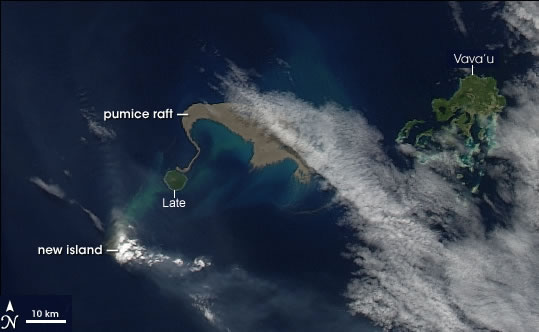 Vava'u
pumice raft
Late
new island
N
10 km